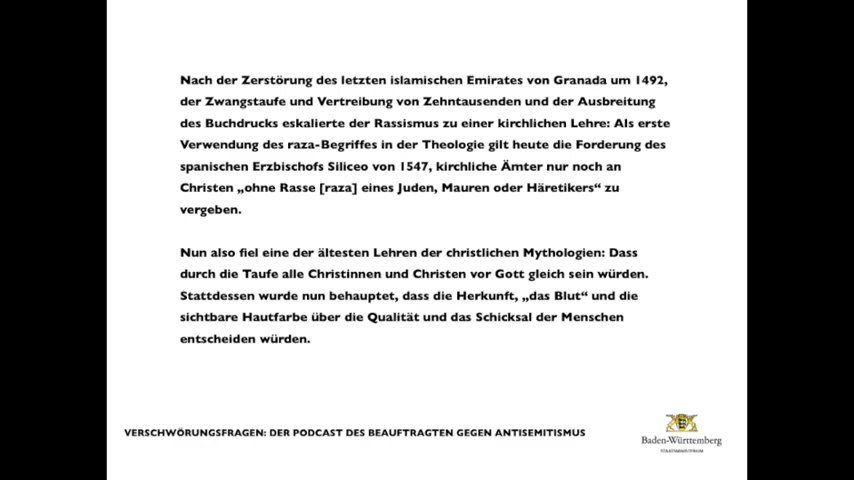 Nach der Zerstörung des letzten islamischen Emirates von Granada um 1492,
der Zwangstaufe und Vertreibung von Zehntausenden und der Ausbreitung
des Buchdrucks eskalierte der Rassismus zu einer kirchlichen Lehre: Als erste
Verwendung des raza-Begriffes in der Theologie gilt heute die Forderung des
spanischen Erzbischofs Siliceo von 1547, kirchliche Ämter nur noch an
Christen „ohne Rasse [raza] eines Juden, Mauren oder Häretikers“ zu
vergeben.
Nun also fiel eine der ältesten Lehren der christlichen Mythologien: Dass
durch die Taufe alle Christinnen und Christen vor Gott gleich sein würden.
Stattdessen wurde nun behauptet, dass die Herkunft, „das Blut“ und die
sichtbare Hautfarbe über die Qualität und das Schicksal der Menschen
entscheiden würden.
VERSCHWÖRUNGSFRAGEN: DER PODCAST DES BEAUFTRAGTEN GEGEN ANTISEMITISMUS
Baden-Württemberg
STAATSMINISTERIUM